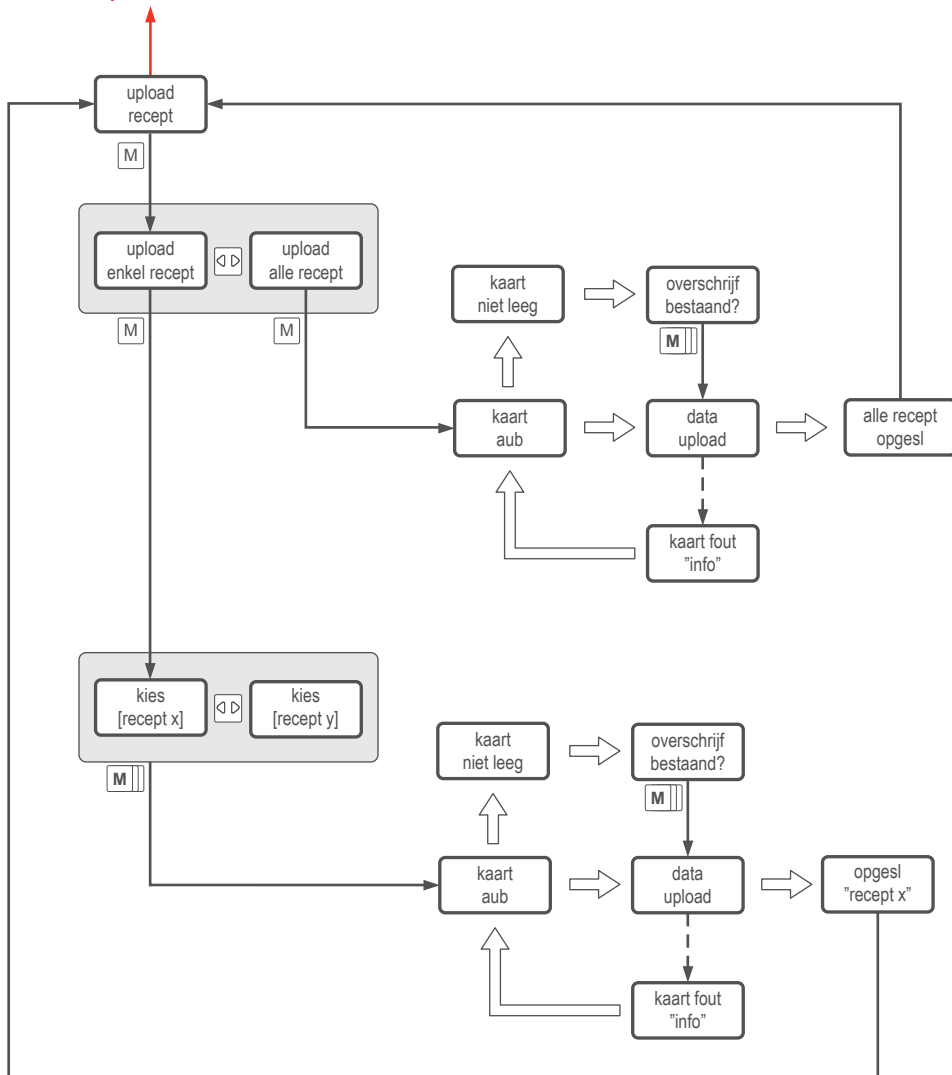 upload
recept
M
upload
enkel recept
upload
alle recept
M
M
kaart
niet leeg
overschrijf
bestaand?
M
kaart
aub
data
upload
alle recept
opgesl
kaart fout
"info"
kies
[recept x]
kies
[recept y]
M
kaart
niet leeg
overschrijf
bestaand?
M
kaart
aub
data
upload
opgesl
"recept x"
kaart fout
"info"